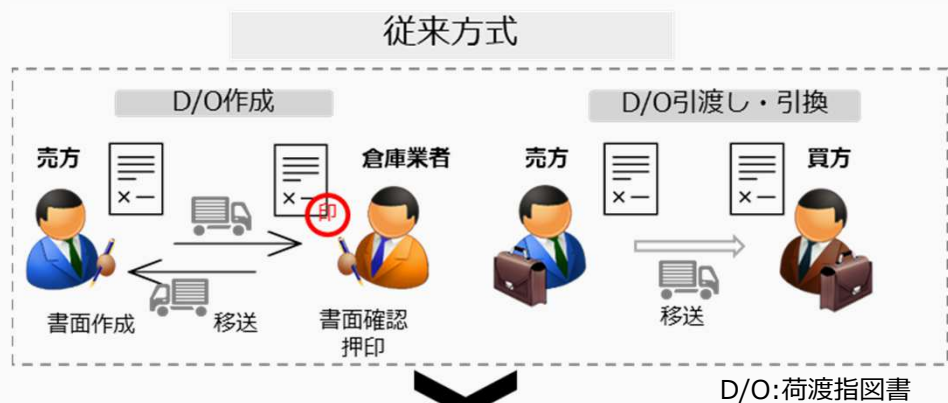 従来方式
D/O作成
D/O引渡し・引換
売方
倉庫業者
売方
買方
印
書面作成
移送
書面確認
押印
移送
D/O:荷渡指図書